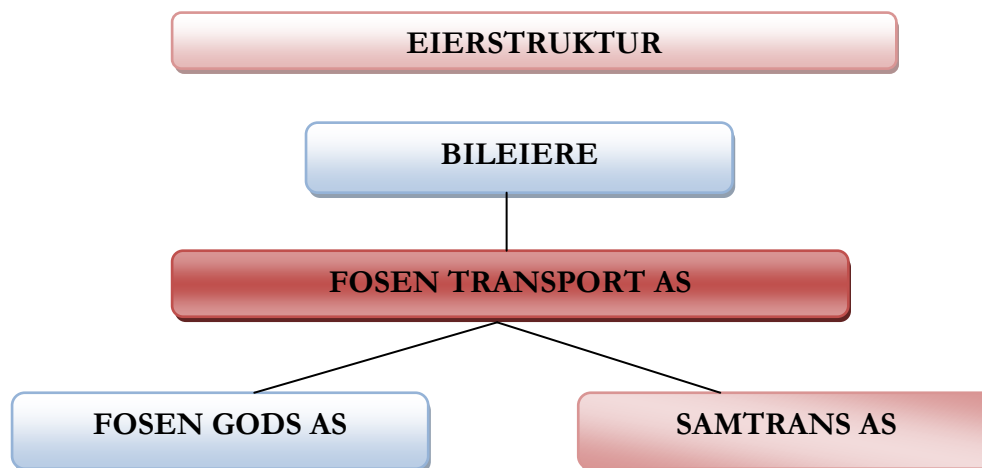 EIERSTRUKTUR
BILEIERE
FOSEN TRANSPORT AS
FOSEN GODS AS
SAMTRANS AS